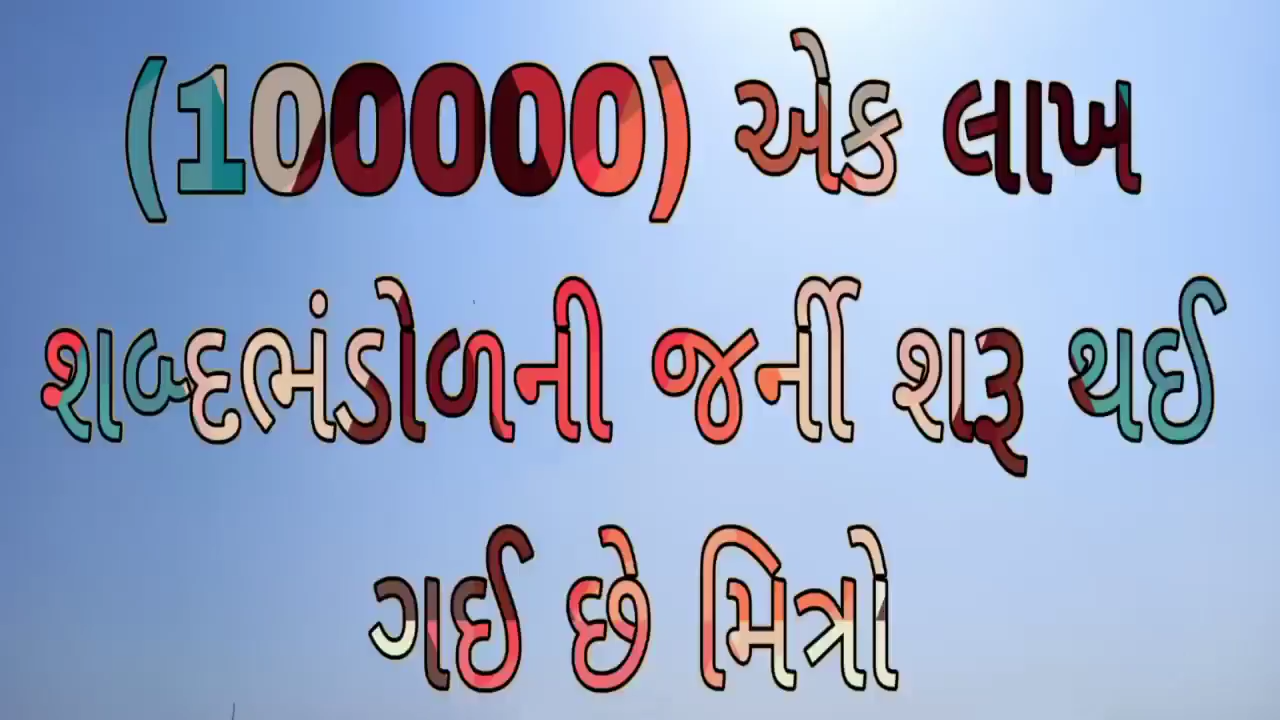 (100000) એક લાખ
શબ્દભંડોળની જર્ની શરૂ થઈ
ગઈ છે મિત્રો